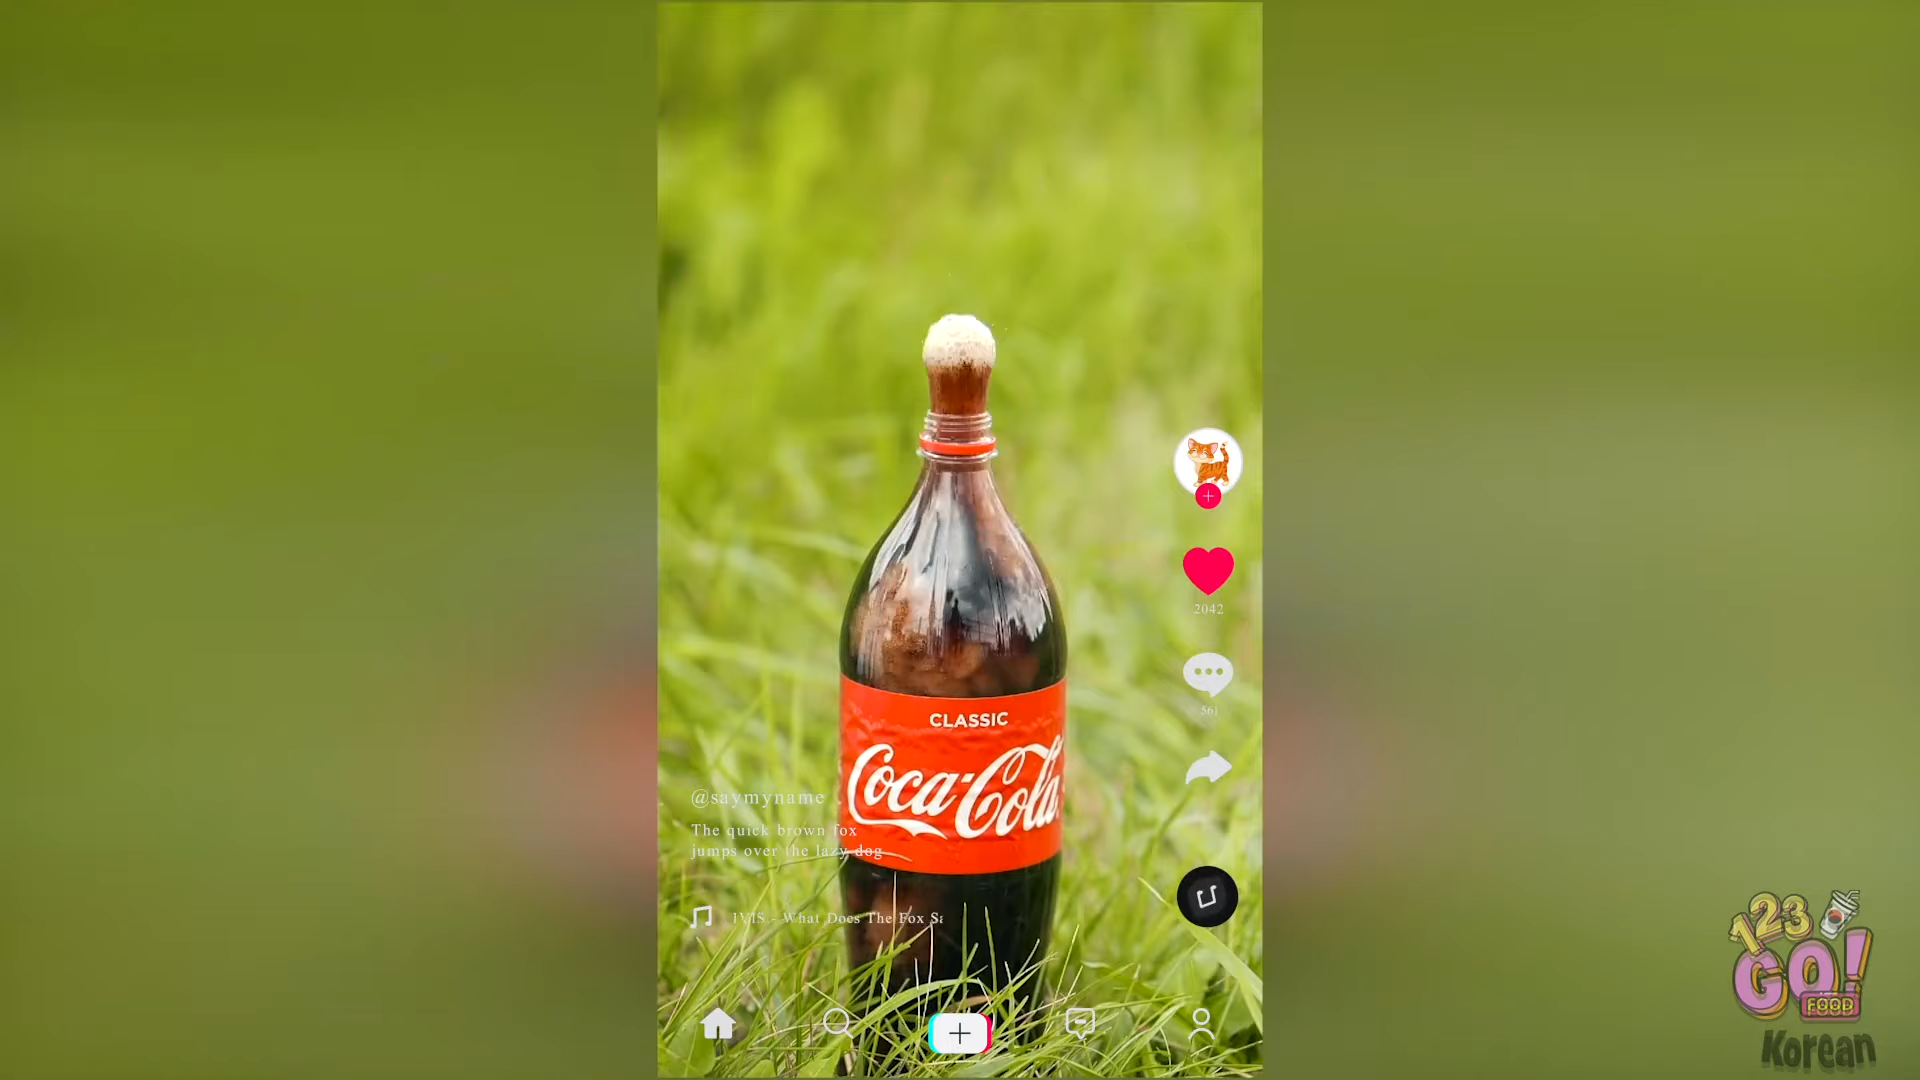 CLASSIC
Coca-Cola
@saymyname
The quick brown fox
jumps over the lazy dog
- What Does The Fox
2042
561
123
GO!
FOOD
Korean